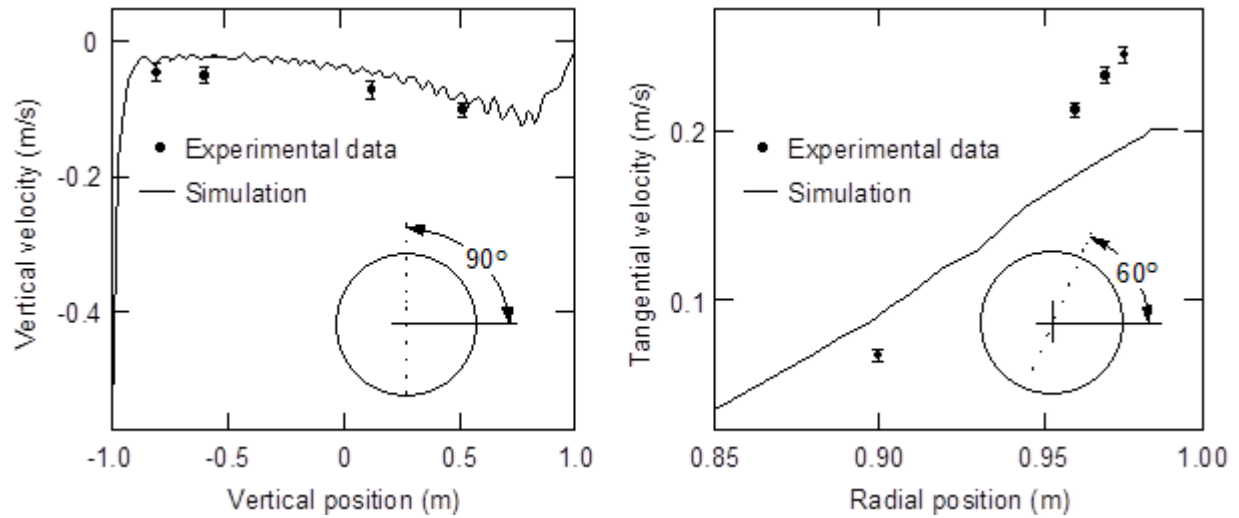 0
-0.2
-0.4
Vertical velocity (m/s)
Experimental data
Simulation
90°
-1.0 -0.5 0 0.5 1.0
Vertical position (m)
0.2
0.1
Tangential velocity (m/s)
Experimental data
Simulation
60°
0.85 0.90 0.95 1.00
Radial position (m)